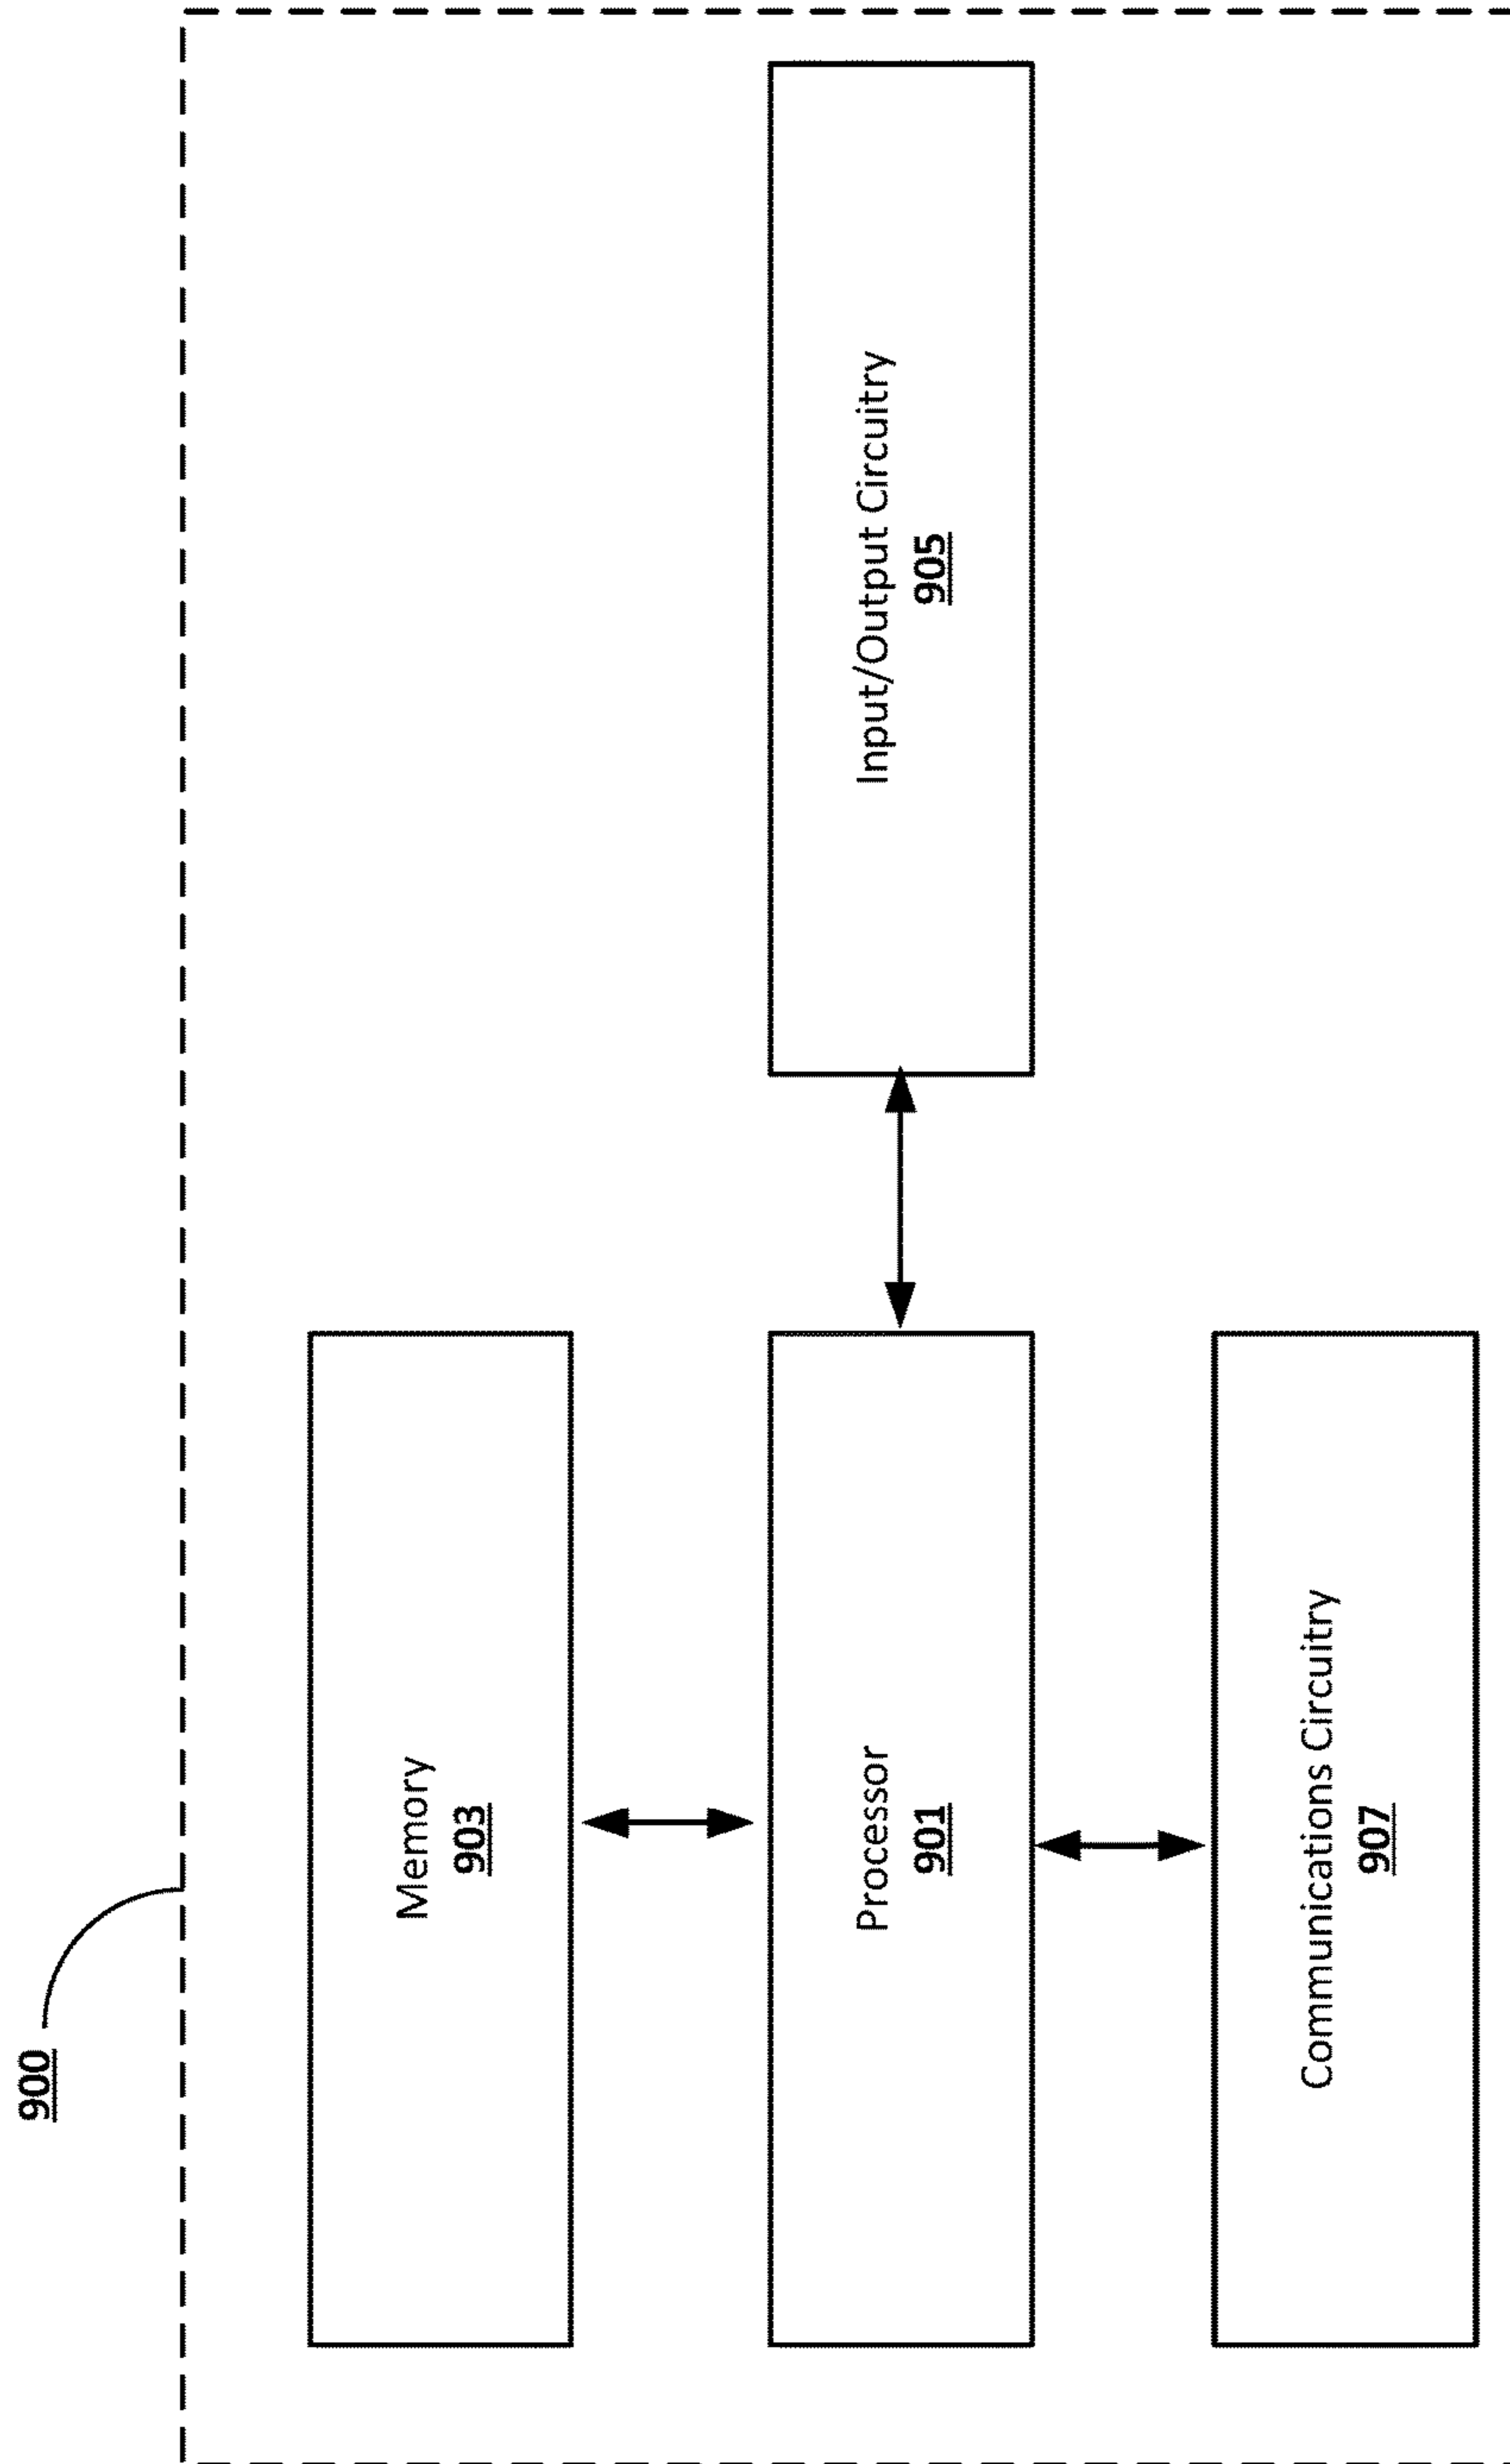 900
Memory
903
Processor
901
Input/Output Circuitry
905
Communications Circuitry
907